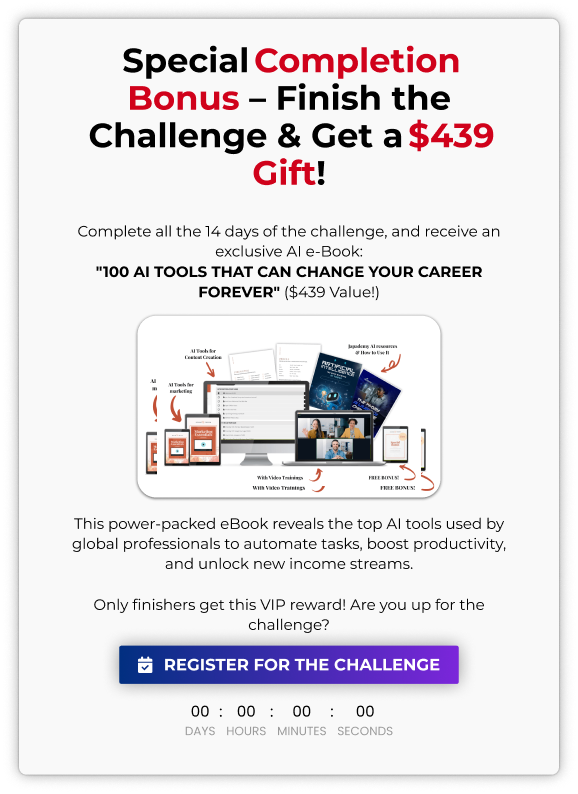 Special Completion
Bonus – Finish the
Challenge & Get a $439
Gift!
Complete all the 14 days of the challenge, and receive an
exclusive AI e-Book:
"100 AI TOOLS THAT CAN CHANGE YOUR CAREER
FOREVER" ($439 Value!)
AI Tools for
Content Creation
Japademy AI resources
& How to Use It
AI Tools for
marketing
ARTIFICIAL
INTELLIGENCE
With Video Trainings
With Video Trainings
FREE BONUS!
FREE BONUS!
This power-packed eBook reveals the top AI tools used by
global professionals to automate tasks, boost productivity,
and unlock new income streams.
Only finishers get this VIP reward! Are you up for the
challenge?
REGISTER FOR THE CHALLENGE
00 : 00 : 00 : 00
DAYS HOURS MINUTES SECONDS